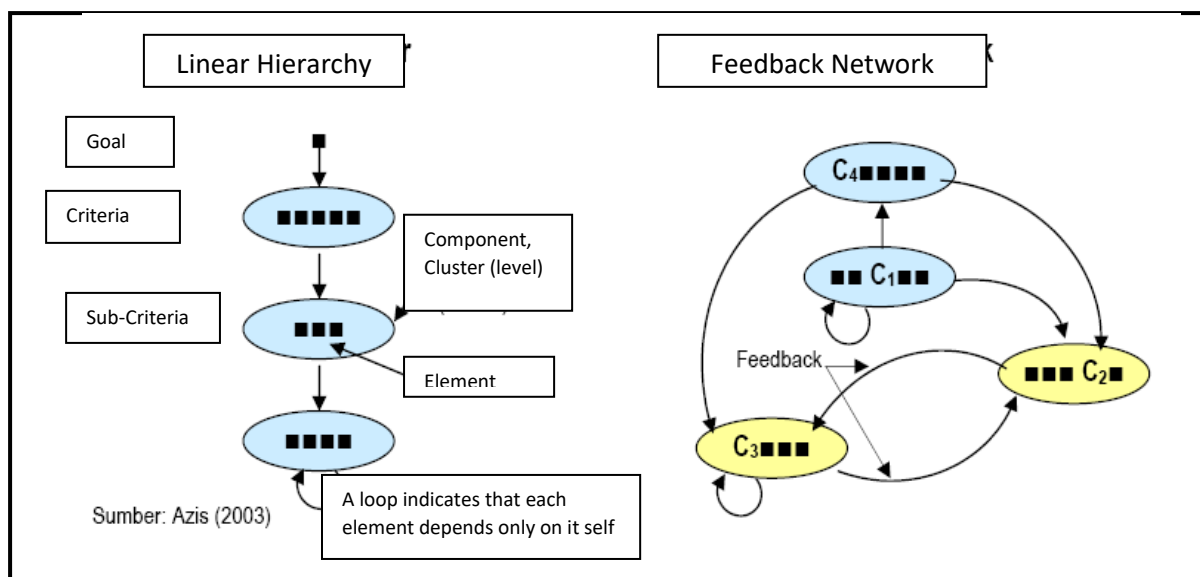 Linear Hierarchy
Feedback Network
Goal
Criteria
Component,
Cluster (level)
Sub-Criteria
Element
A loop indicates that each
element depends only on it self
Sumber: Azis (2003)
C4
C1
Feedback
C2
C3